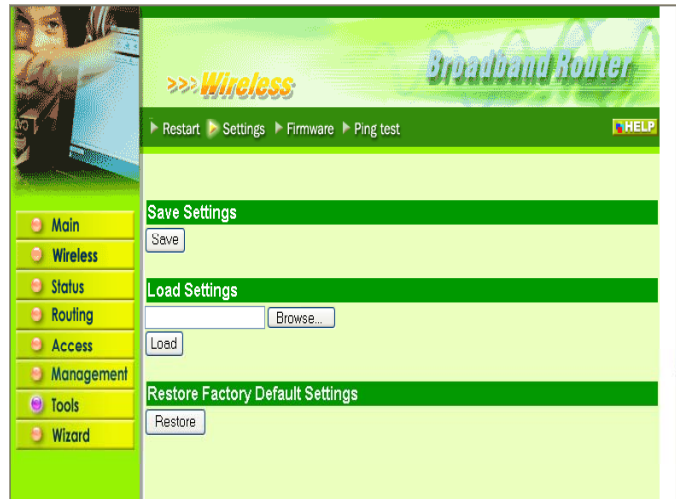 Broadband Router
>>> Wireless
Restart Settings Firmware Ping test HELP
Save Settings
Save
Load Settings
Browse...
Load
Restore Factory Default Settings
Restore
Main
Wireless
Status
Routing
Access
Management
Tools
Wizard